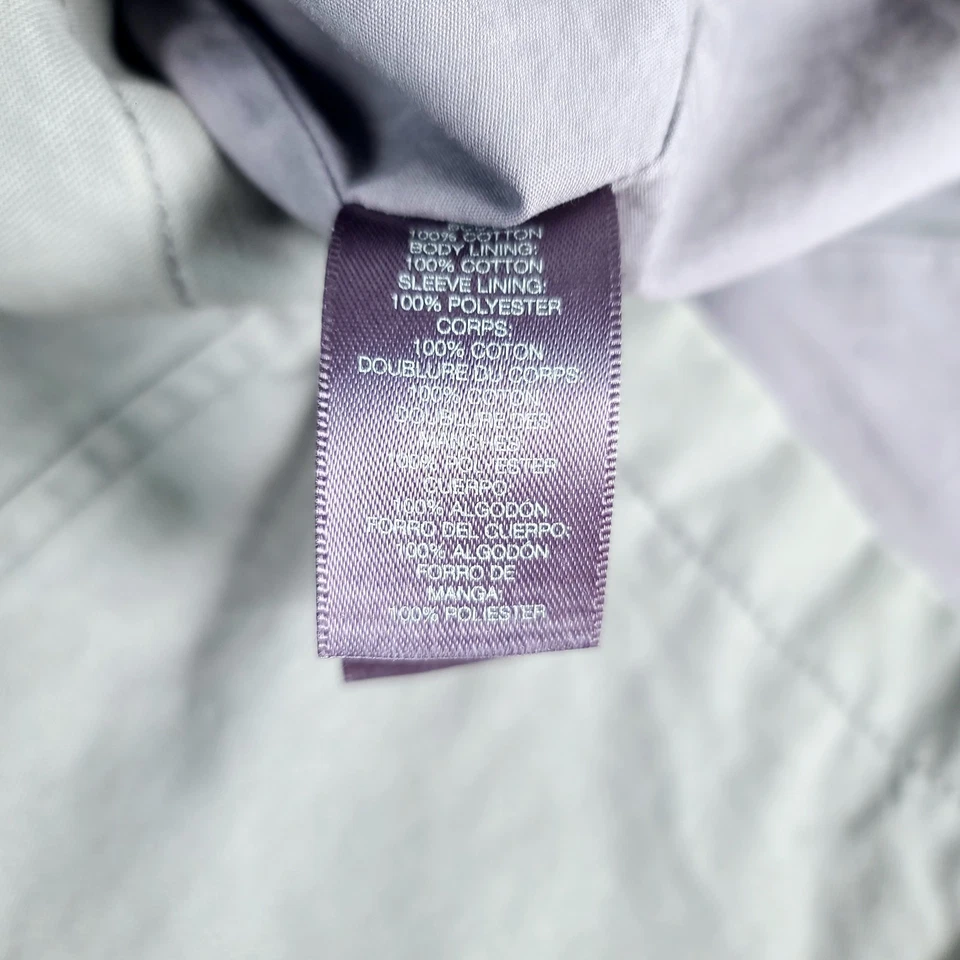 100% COTTON
BODY LINING:
100% COTTON
SLEEVE LINING:
100% POLYESTER
CORPS:
100% COTON
DOUBLURE DU CORPS:
100% COTON
DOUBLURE DES
MANCHES:
100% POLYESTER
CUERPO:
100% ALGODON
FORRO DEL CUERPO:
100% ALGODON
FORRO DE
MANGA:
100% POLIESTER